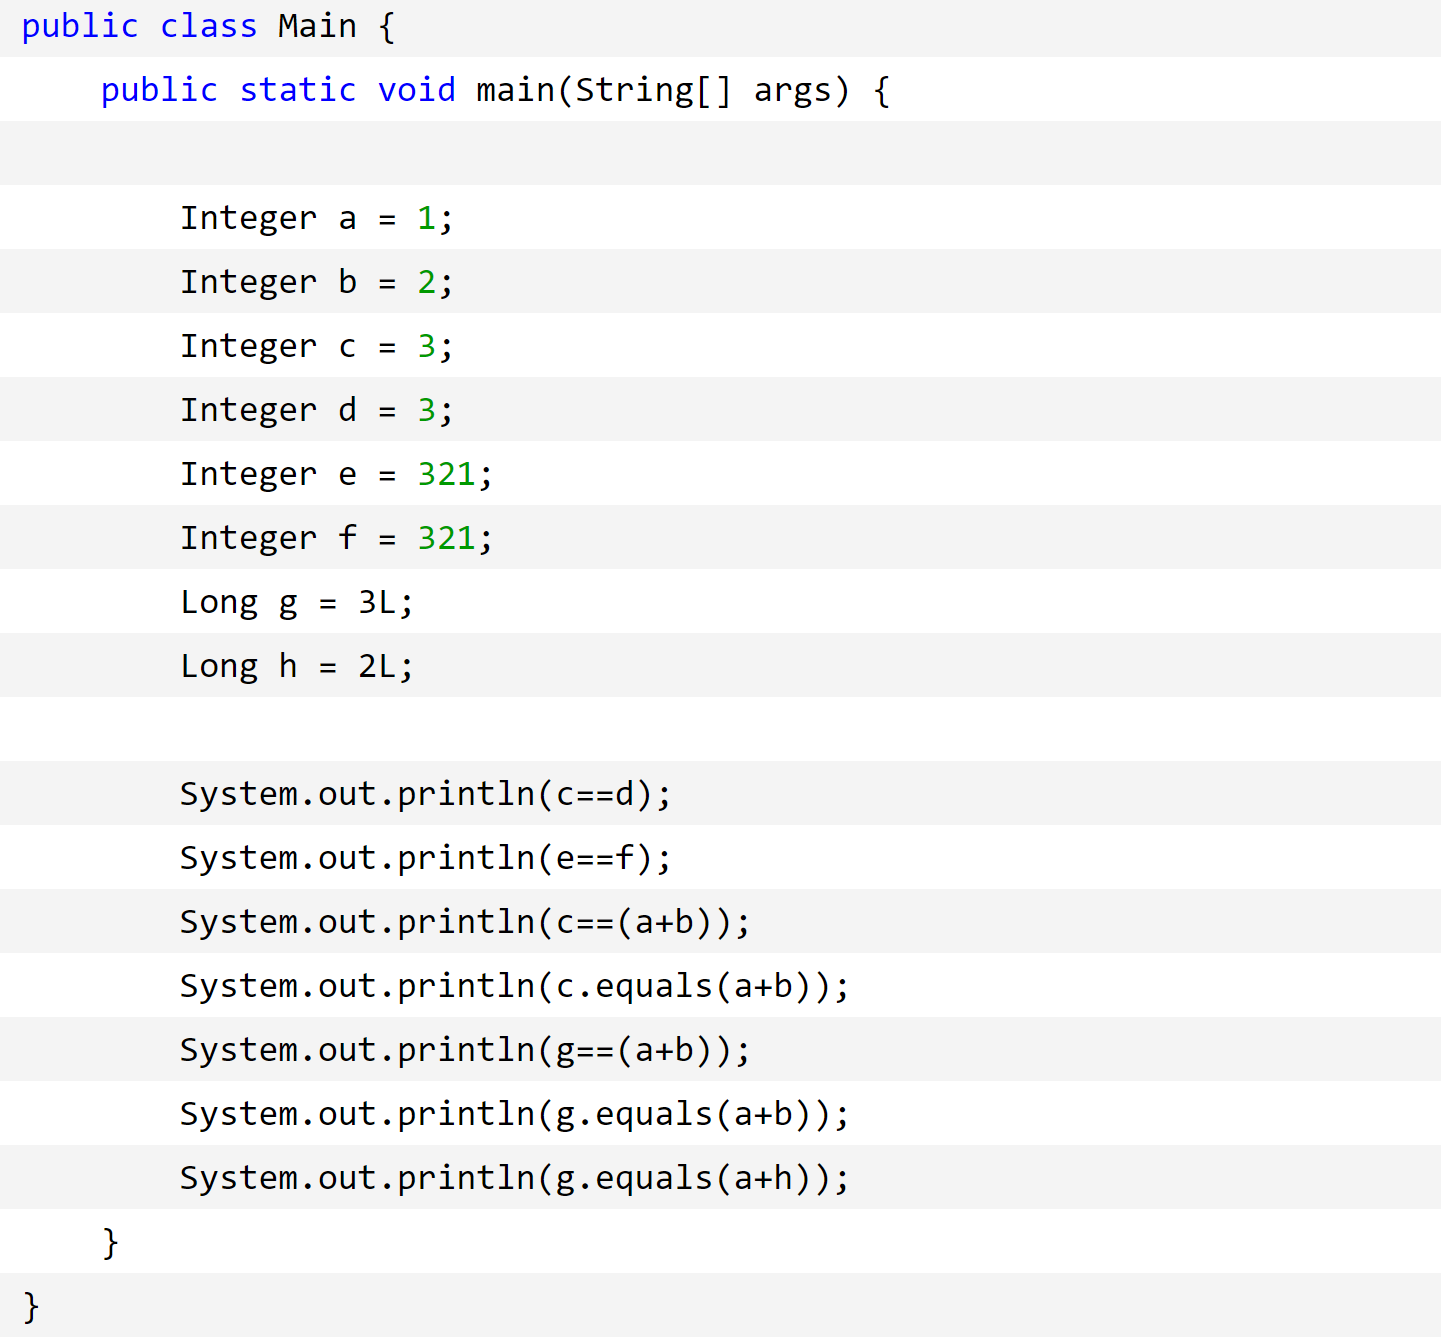 public class Main {
    public static void main(String[] args) {

        Integer a = 1;
        Integer b = 2;
        Integer c = 3;
        Integer d = 3;
        Integer e = 321;
        Integer f = 321;
        Long g = 3L;
        Long h = 2L;

        System.out.println(c==d);
        System.out.println(e==f);
        System.out.println(c==(a+b));
        System.out.println(c.equals(a+b));
        System.out.println(g==(a+b));
        System.out.println(g.equals(a+b));
        System.out.println(g.equals(a+h));
    }
}